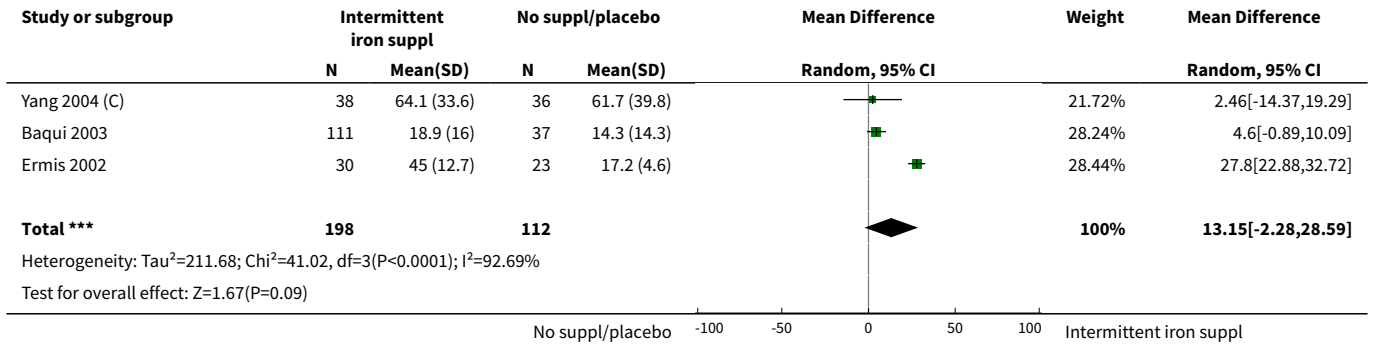 Study or subgroup Intermittent iron suppl No suppl/placebo Mean Difference Weight Mean Difference
N Mean(SD) N Mean(SD) Random, 95% CI Random, 95% CI
Yang 2004 (C) 38 64.1 (33.6) 36 61.7 (39.8) 21.72% 2.46[-14.37,19.29]
Baqui 2003 111 18.9 (16) 37 14.3 (14.3) 28.24% 4.6[-0.89,10.09]
Ermis 2002 30 45 (12.7) 23 17.2 (4.6) 28.44% 27.8[22.88,32.72]
Total *** 198 112 100% 13.15[-2.28,28.59]
Heterogeneity: Tau²=211.68; Chi²=41.02, df=3(P<0.0001); I²=92.69%
Test for overall effect: Z=1.67(P=0.09)
No suppl/placebo -100 -50 0 50 100 Intermittent iron suppl